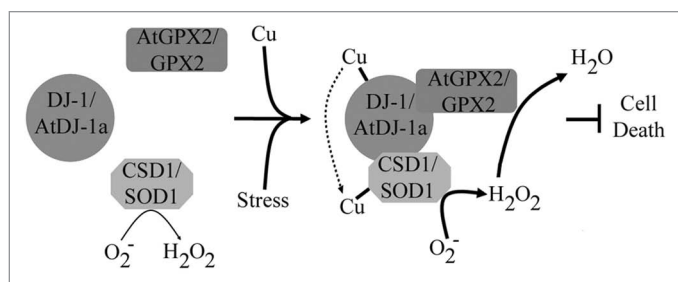 AtGPX2/
GPX2
DJ-1/
AtDJ-1a
CSD1/
SOD1
O₂⁻
H₂O₂
Cu
Stress
Cu
DJ-1/
AtDJ-1a
AtGPX2/
GPX2
CSD1/
SOD1
Cu
O₂⁻
H₂O₂
H₂O
Cell
Death